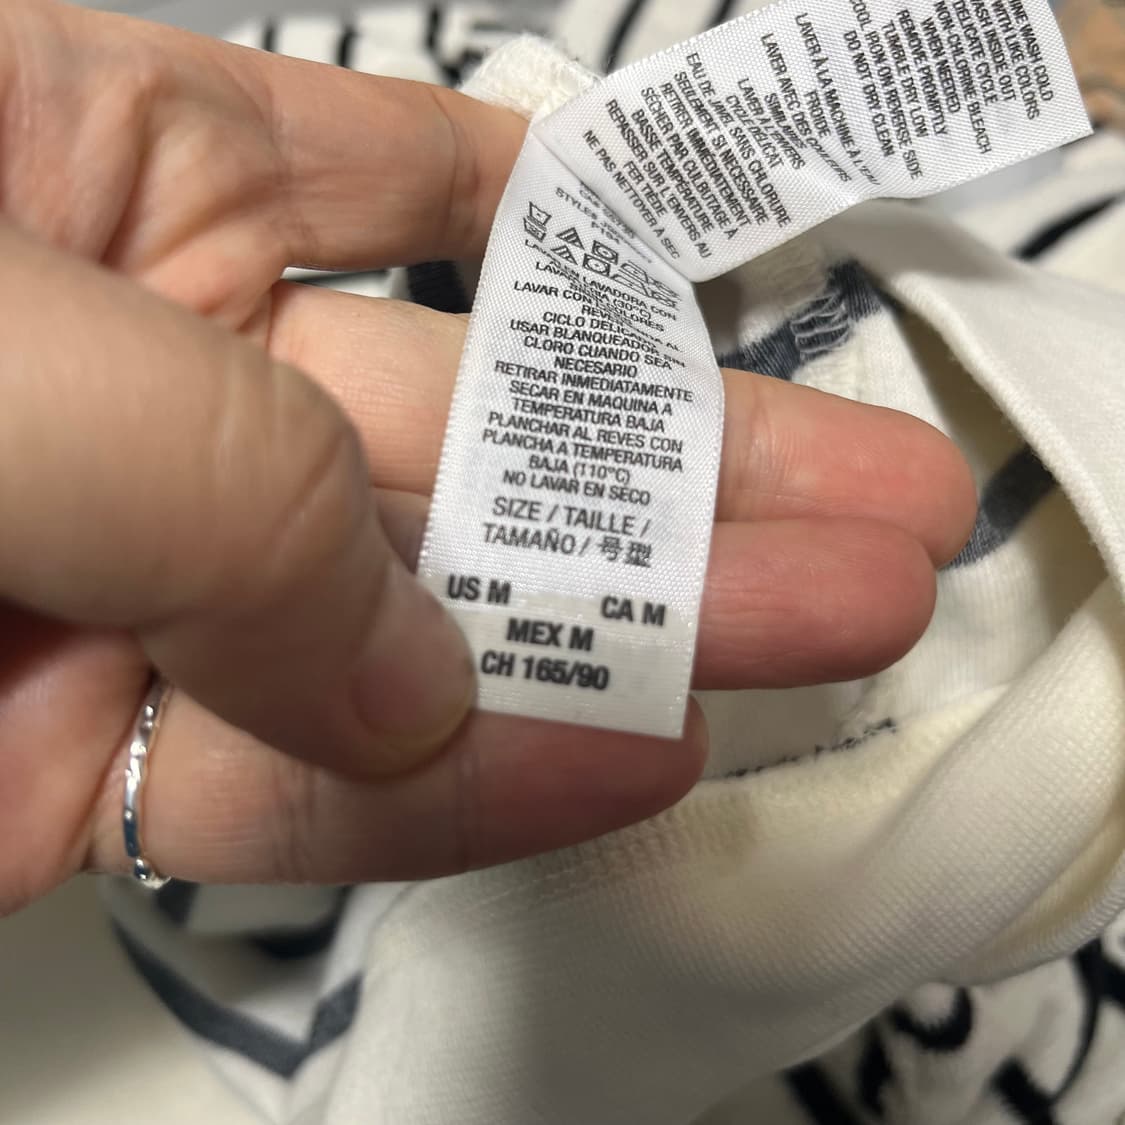 WASH COLD
WITH LIKE COLORS
WASH INSIDE OUT
DELICATE CYCLE
NON-CHLORINE BLEACH
WHEN NEEDED
REMOVE PROMPTLY
TUMBLE DRY LOW
COOL IRON ON REVERSE SIDE
DO NOT DRY CLEAN
LAVER À LA MACHINE À L'EAU
FROIDE
LAVER AVEC DES COULEURS
SIMILAIRES
CYCLE DÉLICAT
EAU DE JAVEL SANS CHLORURE
SEULEMENT SI NÉCESSAIRE
RETIRER IMMÉDIATEMENT
SÉCHER PAR CULBUTAGE À
BASSE TEMPÉRATURE
REPASSER SUR L'ENVERS AU
FER TIÈDE
NE PAS NETTOYER À SEC
LAVAR CON COLORES
CICLO DELICADO AL
USAR BLANQUEADOR SIN
CLORO CUANDO SEA
NECESARIO
RETIRAR INMEDIATAMENTE
SECAR EN MAQUINA A
TEMPERATURA BAJA
PLANCHAR AL REVES CON
PLANCHA A TEMPERATURA
BAJA (110°C)
NO LAVAR EN SECO
SIZE / TAILLE /
TAMAÑO / 号型
US M CA M
MEX M
CH 165/90